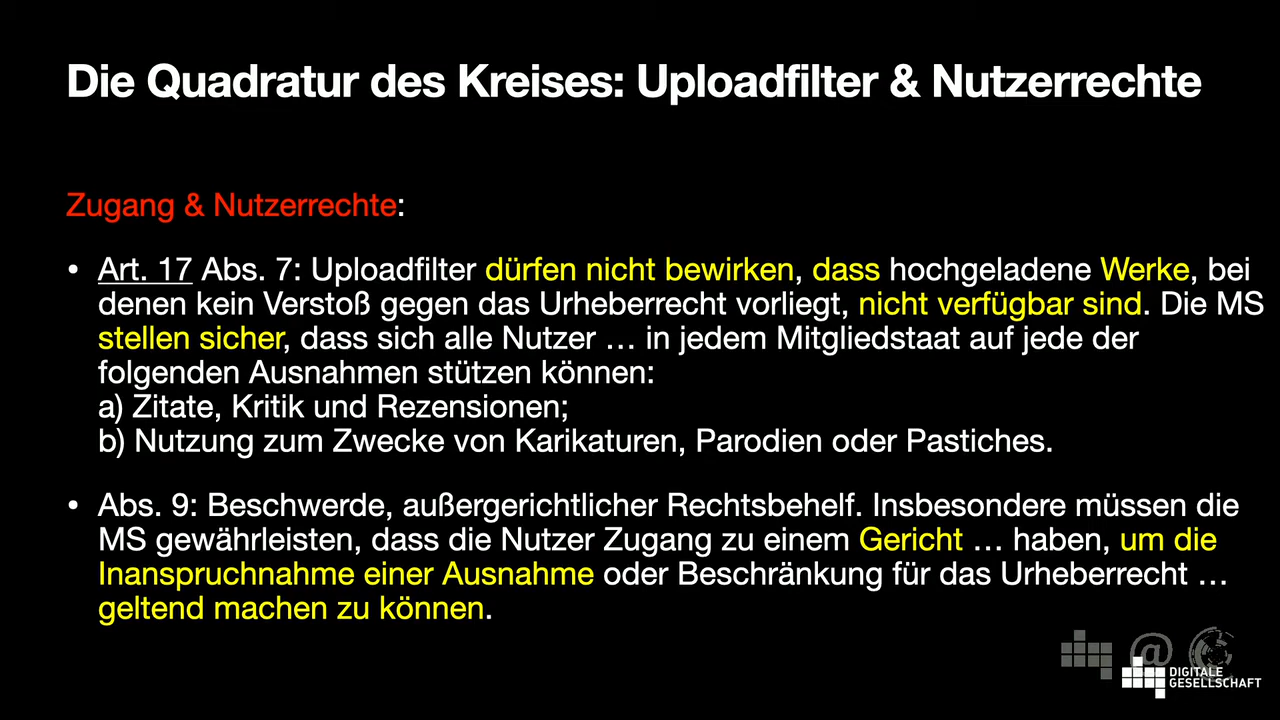 Die Quadratur des Kreises: Uploadfilter & Nutzerrechte
Zugang & Nutzerrechte:
• Art. 17 Abs. 7: Uploadfilter dürfen nicht bewirken, dass hochgeladene Werke, bei
denen kein Verstoß gegen das Urheberrecht vorliegt, nicht verfügbar sind. Die MS
stellen sicher, dass sich alle Nutzer … in jedem Mitgliedstaat auf jede der
folgenden Ausnahmen stützen können:
a) Zitate, Kritik und Rezensionen;
b) Nutzung zum Zwecke von Karikaturen, Parodien oder Pastiches.
• Abs. 9: Beschwerde, außergerichtlicher Rechtsbehelf. Insbesondere müssen die
MS gewährleisten, dass die Nutzer Zugang zu einem Gericht … haben, um die
Inanspruchnahme einer Ausnahme oder Beschränkung für das Urheberrecht …
geltend machen zu können.
@
DIGITALE
GESELLSCHAFT